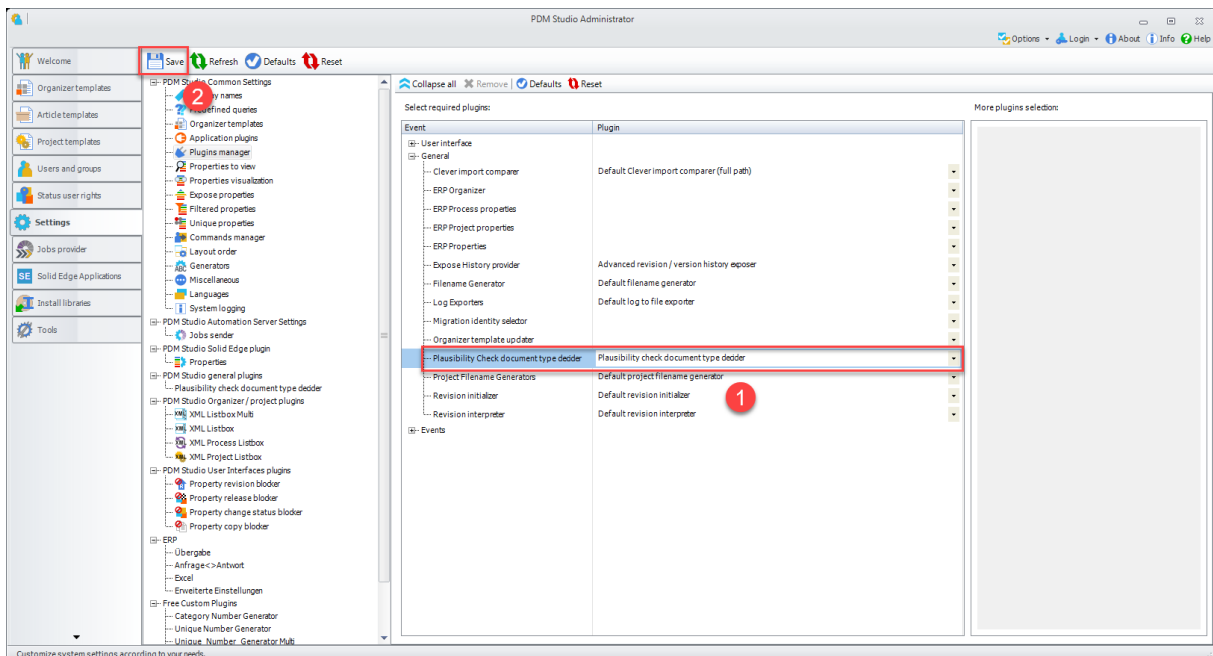 PDM Studio Administrator
Options Login About Info Help
Welcome
Organizer templates
Article templates
Project templates
Users and groups
Status user rights
Settings
Jobs provider
Solid Edge Applications
Install libraries
Tools
Save Refresh Defaults Reset
2
PDM Studio Common Settings
names
Predefined queries
Organizer templates
Application plugins
Plugins manager
Properties to view
Properties visualization
Expose properties
Filtered properties
Unique properties
Commands manager
Layout order
Generators
Miscellaneous
Languages
System logging
PDM Studio Automation Server Settings
Jobs sender
PDM Studio Solid Edge plugin
Properties
PDM Studio general plugins
Plausibility check document type decider
PDM Studio Organizer / project plugins
XML Listbox Multi
XML Listbox
XML Process Listbox
XML Project Listbox
PDM Studio User Interfaces plugins
Property revision blocker
Property release blocker
Property change status blocker
Property copy blocker
ERP
Übergabe
Anfrage<>Antwort
Excel
Erweiterte Einstellungen
Free Custom Plugins
Category Number Generator
Unique Number Generator
Unique Number Generator Multi
Collapse all Remove Defaults Reset
Select required plugins:
Event Plugin
User interface
General
Clever import comparer Default Clever import comparer (full path)
ERP Organizer
ERP Process properties
ERP Project properties
ERP Properties
Expose History provider Advanced revision / version history exposer
Filename Generator Default filename generator
Log Exporters Default log to file exporter
Migration identity selector
Organizer template updater
Plausibility Check document type decider Plausibility check document type decider
Project Filename Generators Default project filename generator
Revision initializer Default revision initializer
1
Revision interpreter Default revision interpreter
Events
More plugins selection:
Customize system settings according to your needs.